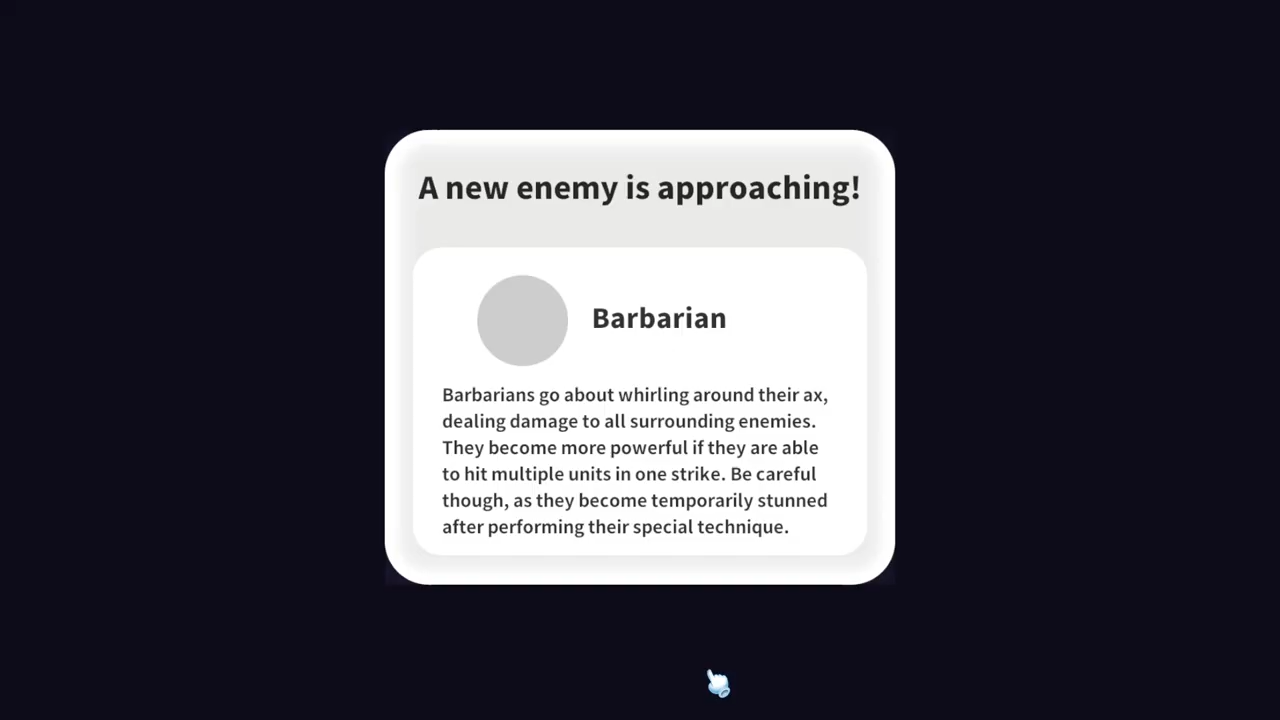 A new enemy is approaching!
Barbarian
Barbarians go about whirling around their ax,
dealing damage to all surrounding enemies.
They become more powerful if they are able
to hit multiple units in one strike. Be careful
though, as they become temporarily stunned
after performing their special technique.